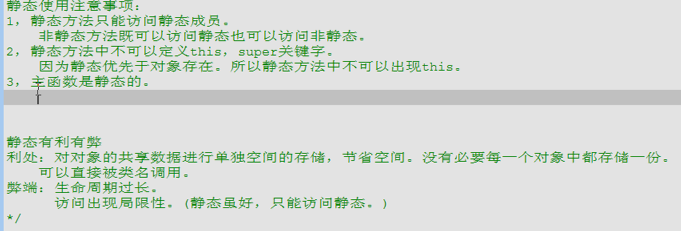 静态使用注意事项:
1,静态方法只能访问静态成员。
非静态方法既可以访问静态也可以访问非静态。
2,静态方法中不可以定义this,super关键字。
因为静态优先于对象存在。所以静态方法中不可以出现this。
3,主函数是静态的。
静态有利有弊
利处:对对象的共享数据进行单独空间的存储,节省空间。没有必要每一个对象中都存储一份。
可以直接被类名调用。
弊端:生命周期过长。
访问出现局限性。(静态虽好,只能访问静态。)
*/